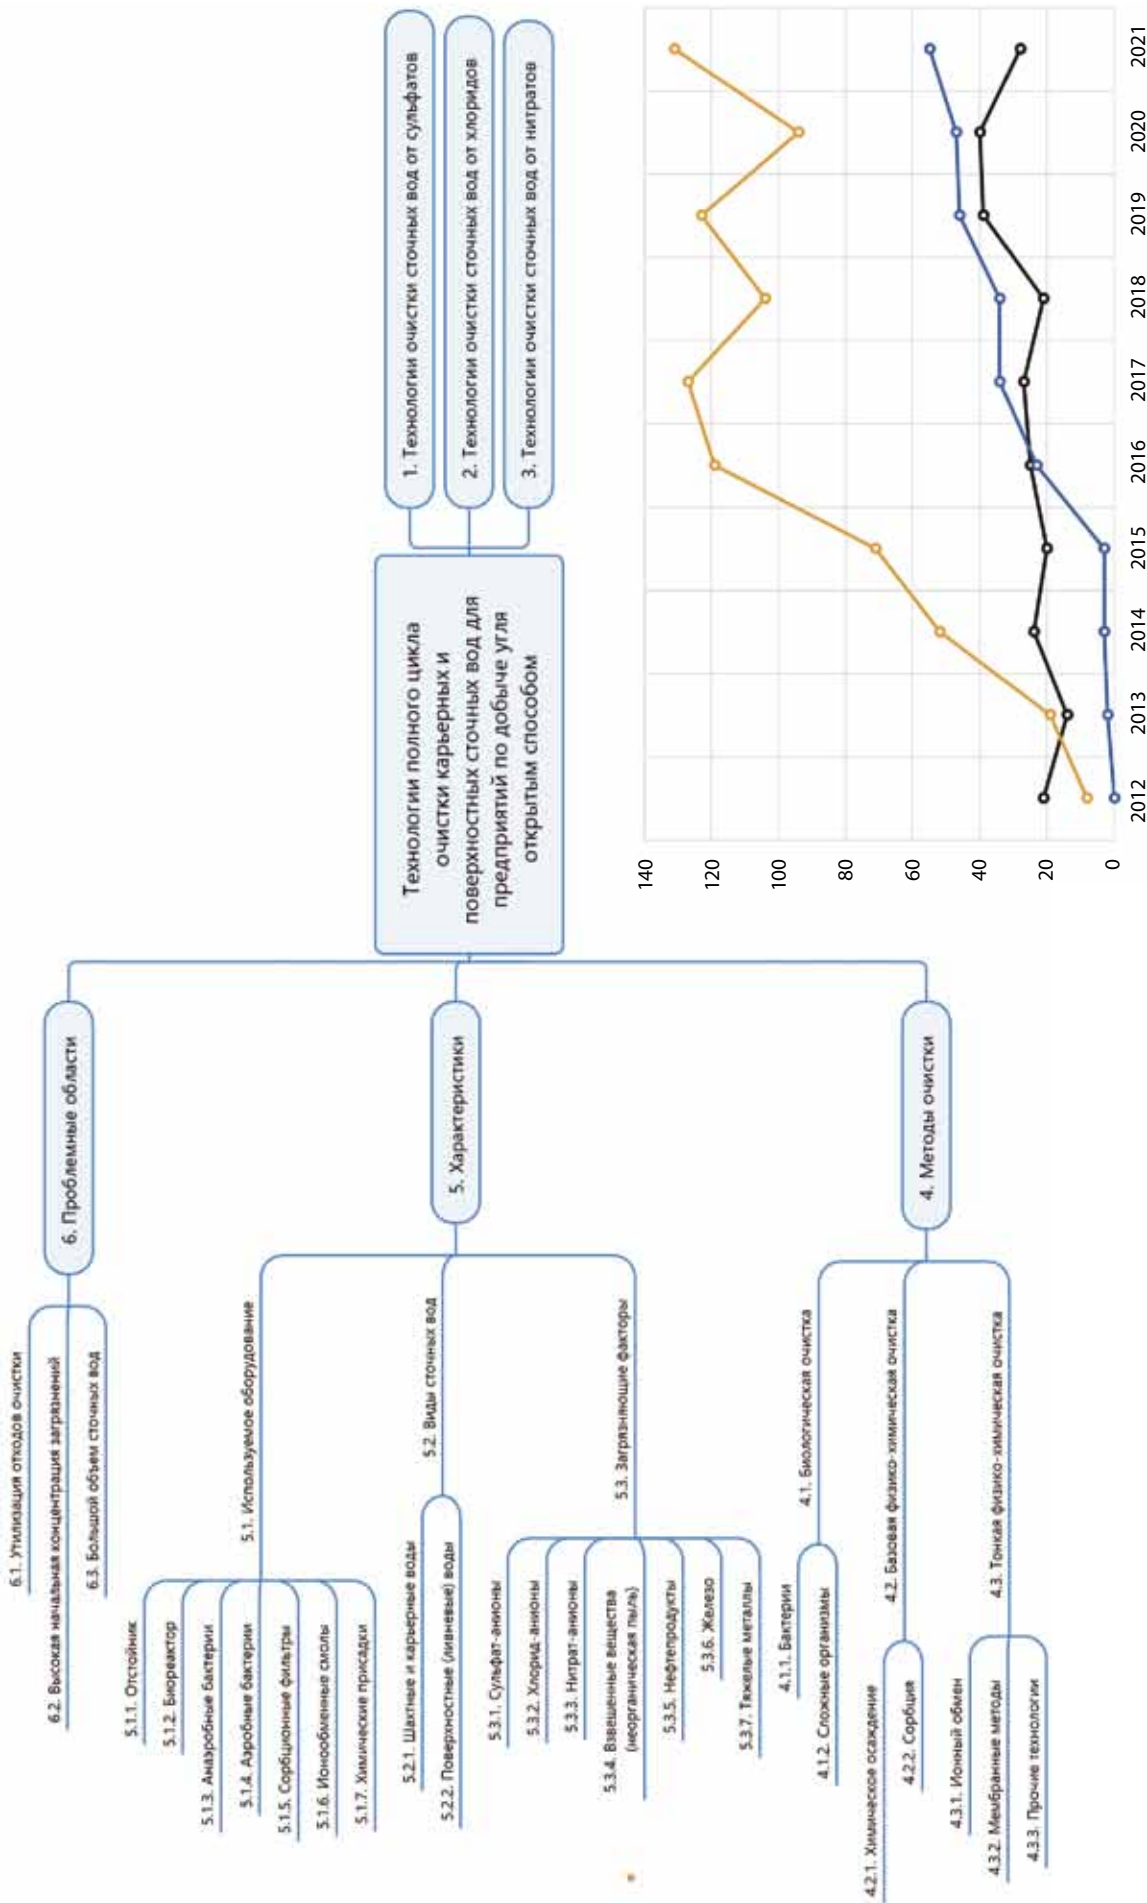 6.1. Утилизация отходов очистки
6.2. Высокая начальная концентрация загрязнений
6.3. Большой объем сточных вод
6. Проблемные области
5.1.1. Отстойник
5.1.2. Биореактор
5.1.3. Анаэробные бактерии
5.1.4. Аэробные бактерии
5.1.5. Сорбционные фильтры
5.1.6. Ионообменные смолы
5.1.7. Химические присадки
5.1. Используемое оборудование
5.2.1. Шахтные и карьерные воды
5.2.2. Поверхностные (ливневые) воды
5.2. Виды сточных вод
5.3.1. Сульфат-анионы
5.3.2. Хлорид-анионы
5.3.3. Нитрат-анионы
5.3.4. Взвешенные вещества
(неорганическая пыль)
5.3.5. Нефтепродукты
5.3.6. Железо
5.3.7. Тяжелые металлы
5.3. Загрязняющие факторы
5. Характеристики
4.1.1. Бактерии
4.1.2. Сложные организмы
4.1. Биологическая очистка
4.2.1. Химическое осаждение
4.2.2. Сорбция
4.2. Базовая физико-химическая очистка
4.3.1. Ионный обмен
4.3.2. Мембранные методы
4.3.3. Прочие технологии
4.3. Тонкая физико-химическая очистка
4. Методы очистки
Технологии полного цикла
очистки карьерных и
поверхностных сточных вод для
предприятий по добыче угля
открытым способом
1. Технологии очистки сточных вод от сульфатов
2. Технологии очистки сточных вод от хлоридов
3. Технологии очистки сточных вод от нитратов
140
120
100
80
60
40
20
0
2012
2013
2014
2015
2016
2017
2018
2019
2020
2021